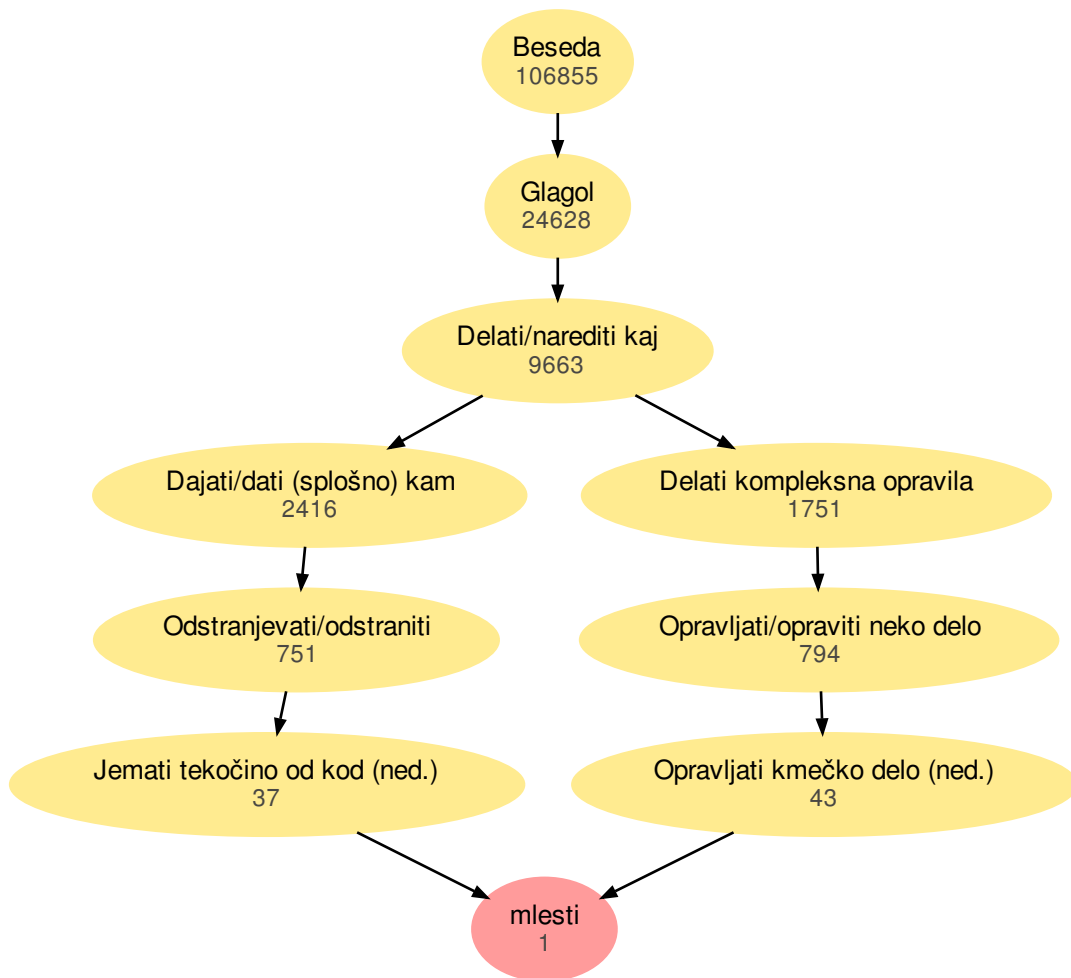 Beseda
106855
Glagol
24628
Delati/narediti kaj
9663
Dajati/dati (splošno) kam
2416
Delati kompleksna opravila
1751
Odstranjevati/odstraniti
751
Opravljati/opraviti neko delo
794
Jemati tekočino od kod (ned.)
37
Opravljati kmečko delo (ned.)
43
mlesti
1